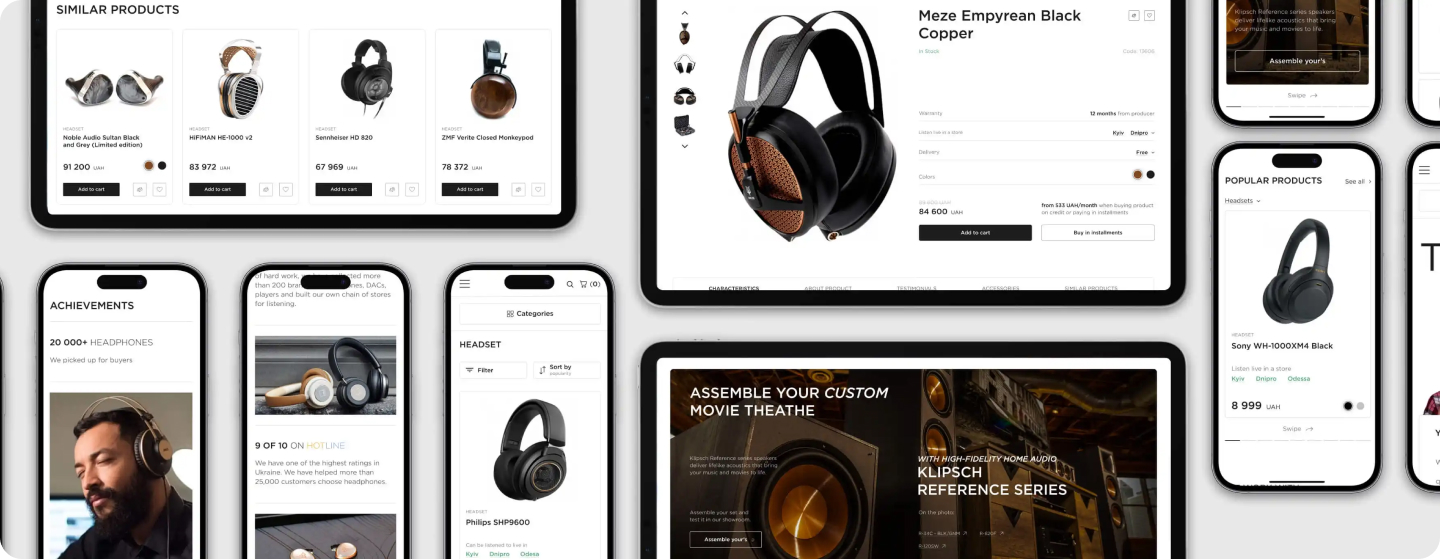 SIMILAR PRODUCTS
HEADSET
Noble Audio Sultan Black
and Grey (Limited edition)
91 200 UAH
Add to cart
HEADSET
HiFiMAN HE-1000 v2
83 972 UAH
Add to cart
HEADSET
Sennheiser HD 820
67 969 UAH
Add to cart
HEADSET
ZMF Verite Closed Monkeypod
78 372 UAH
Add to cart
Meze Empyrean Black
Copper
In Stock
Warranty
12 months from producer
Listen live in a store
Kyiv Dnipro
Delivery
Free
Colors
84 600 UAH
from 533 UAH/month when buying product
on credit or paying in installments
Add to cart
Buy in installments
CHARACTERISTICS
ABOUT PRODUCT
TESTIMONIALS
ACCESSORIES
SIMILAR PRODUCTS
Klipsch Reference series speakers
deliver lifelike acoustics that bring
your music and movies to life.
Assemble your's
Swipe
ACHIEVEMENTS
20 000+ HEADPHONES
We picked up for buyers
of hard work,
than 200
players and built our own chain of stores
for listening.
9 OF 10 ON HOTLINE
We have one of the highest ratings in
Ukraine. We have helped more than
25,000 customers choose headphones.
(0)
Categories
HEADSET
Filter
Sort by
popularity
HEADSET
Philips SHP9600
Can be listened to live in
Kyiv Dnipro Odesa
ASSEMBLE YOUR CUSTOM
MOVIE THEATHE
Klipsch Reference series speakers
deliver lifelike acoustics that bring
your music and movies to life.
Assemble your set and
test it in our showroom.
Assemble your's
WITH HIGH-FIDELITY HOME AUDIO
KLIPSCH
REFERENCE SERIES
On the photo:
POPULAR PRODUCTS
See all
Headsets
HEADSET
Sony WH-1000XM4 Black
Listen live in a store
Kyiv Dnipro Odessa
8 999 UAH
Swipe
T